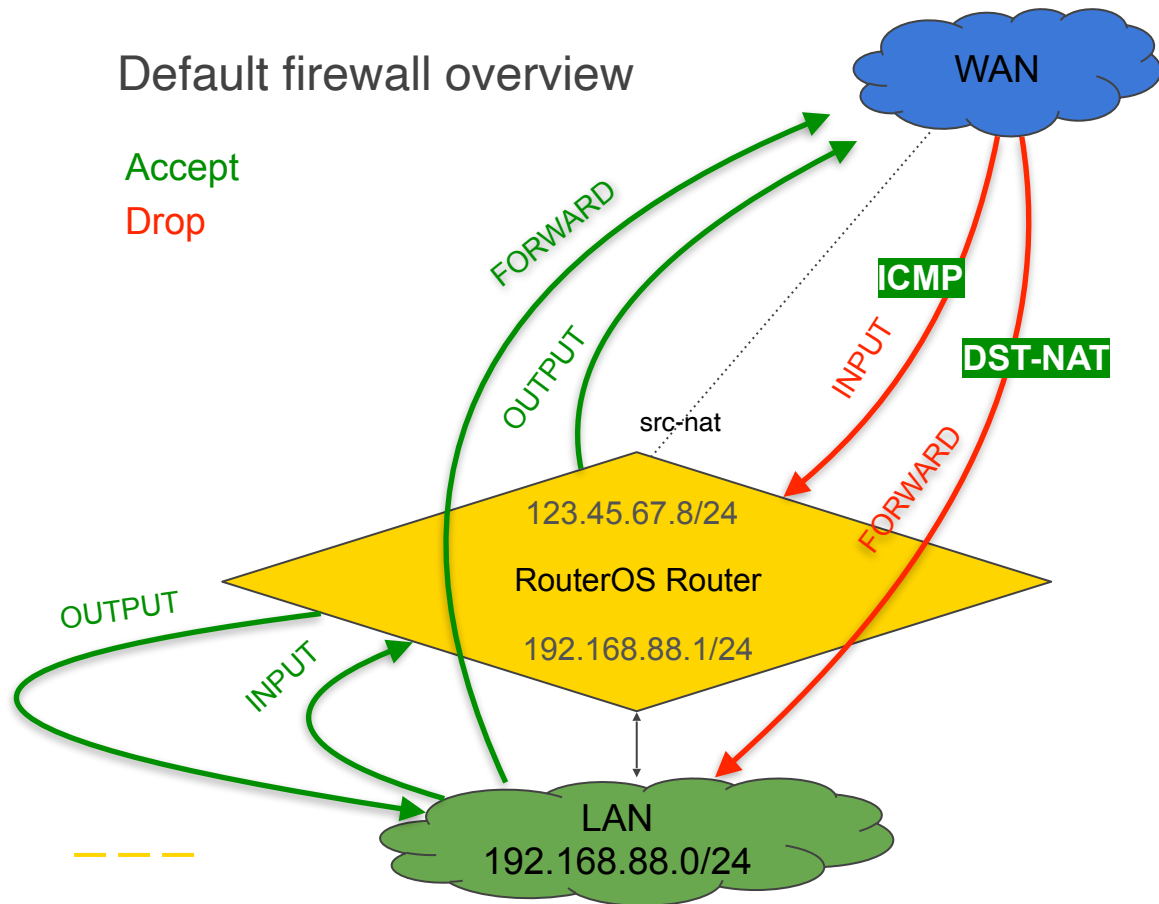 Default firewall overview
WAN
Accept
Drop
FORWARD
OUTPUT
ICMP
INPUT
DST-NAT
FORWARD
src-nat
123.45.67.8/24
RouterOS Router
192.168.88.1/24
OUTPUT
INPUT
LAN
192.168.88.0/24